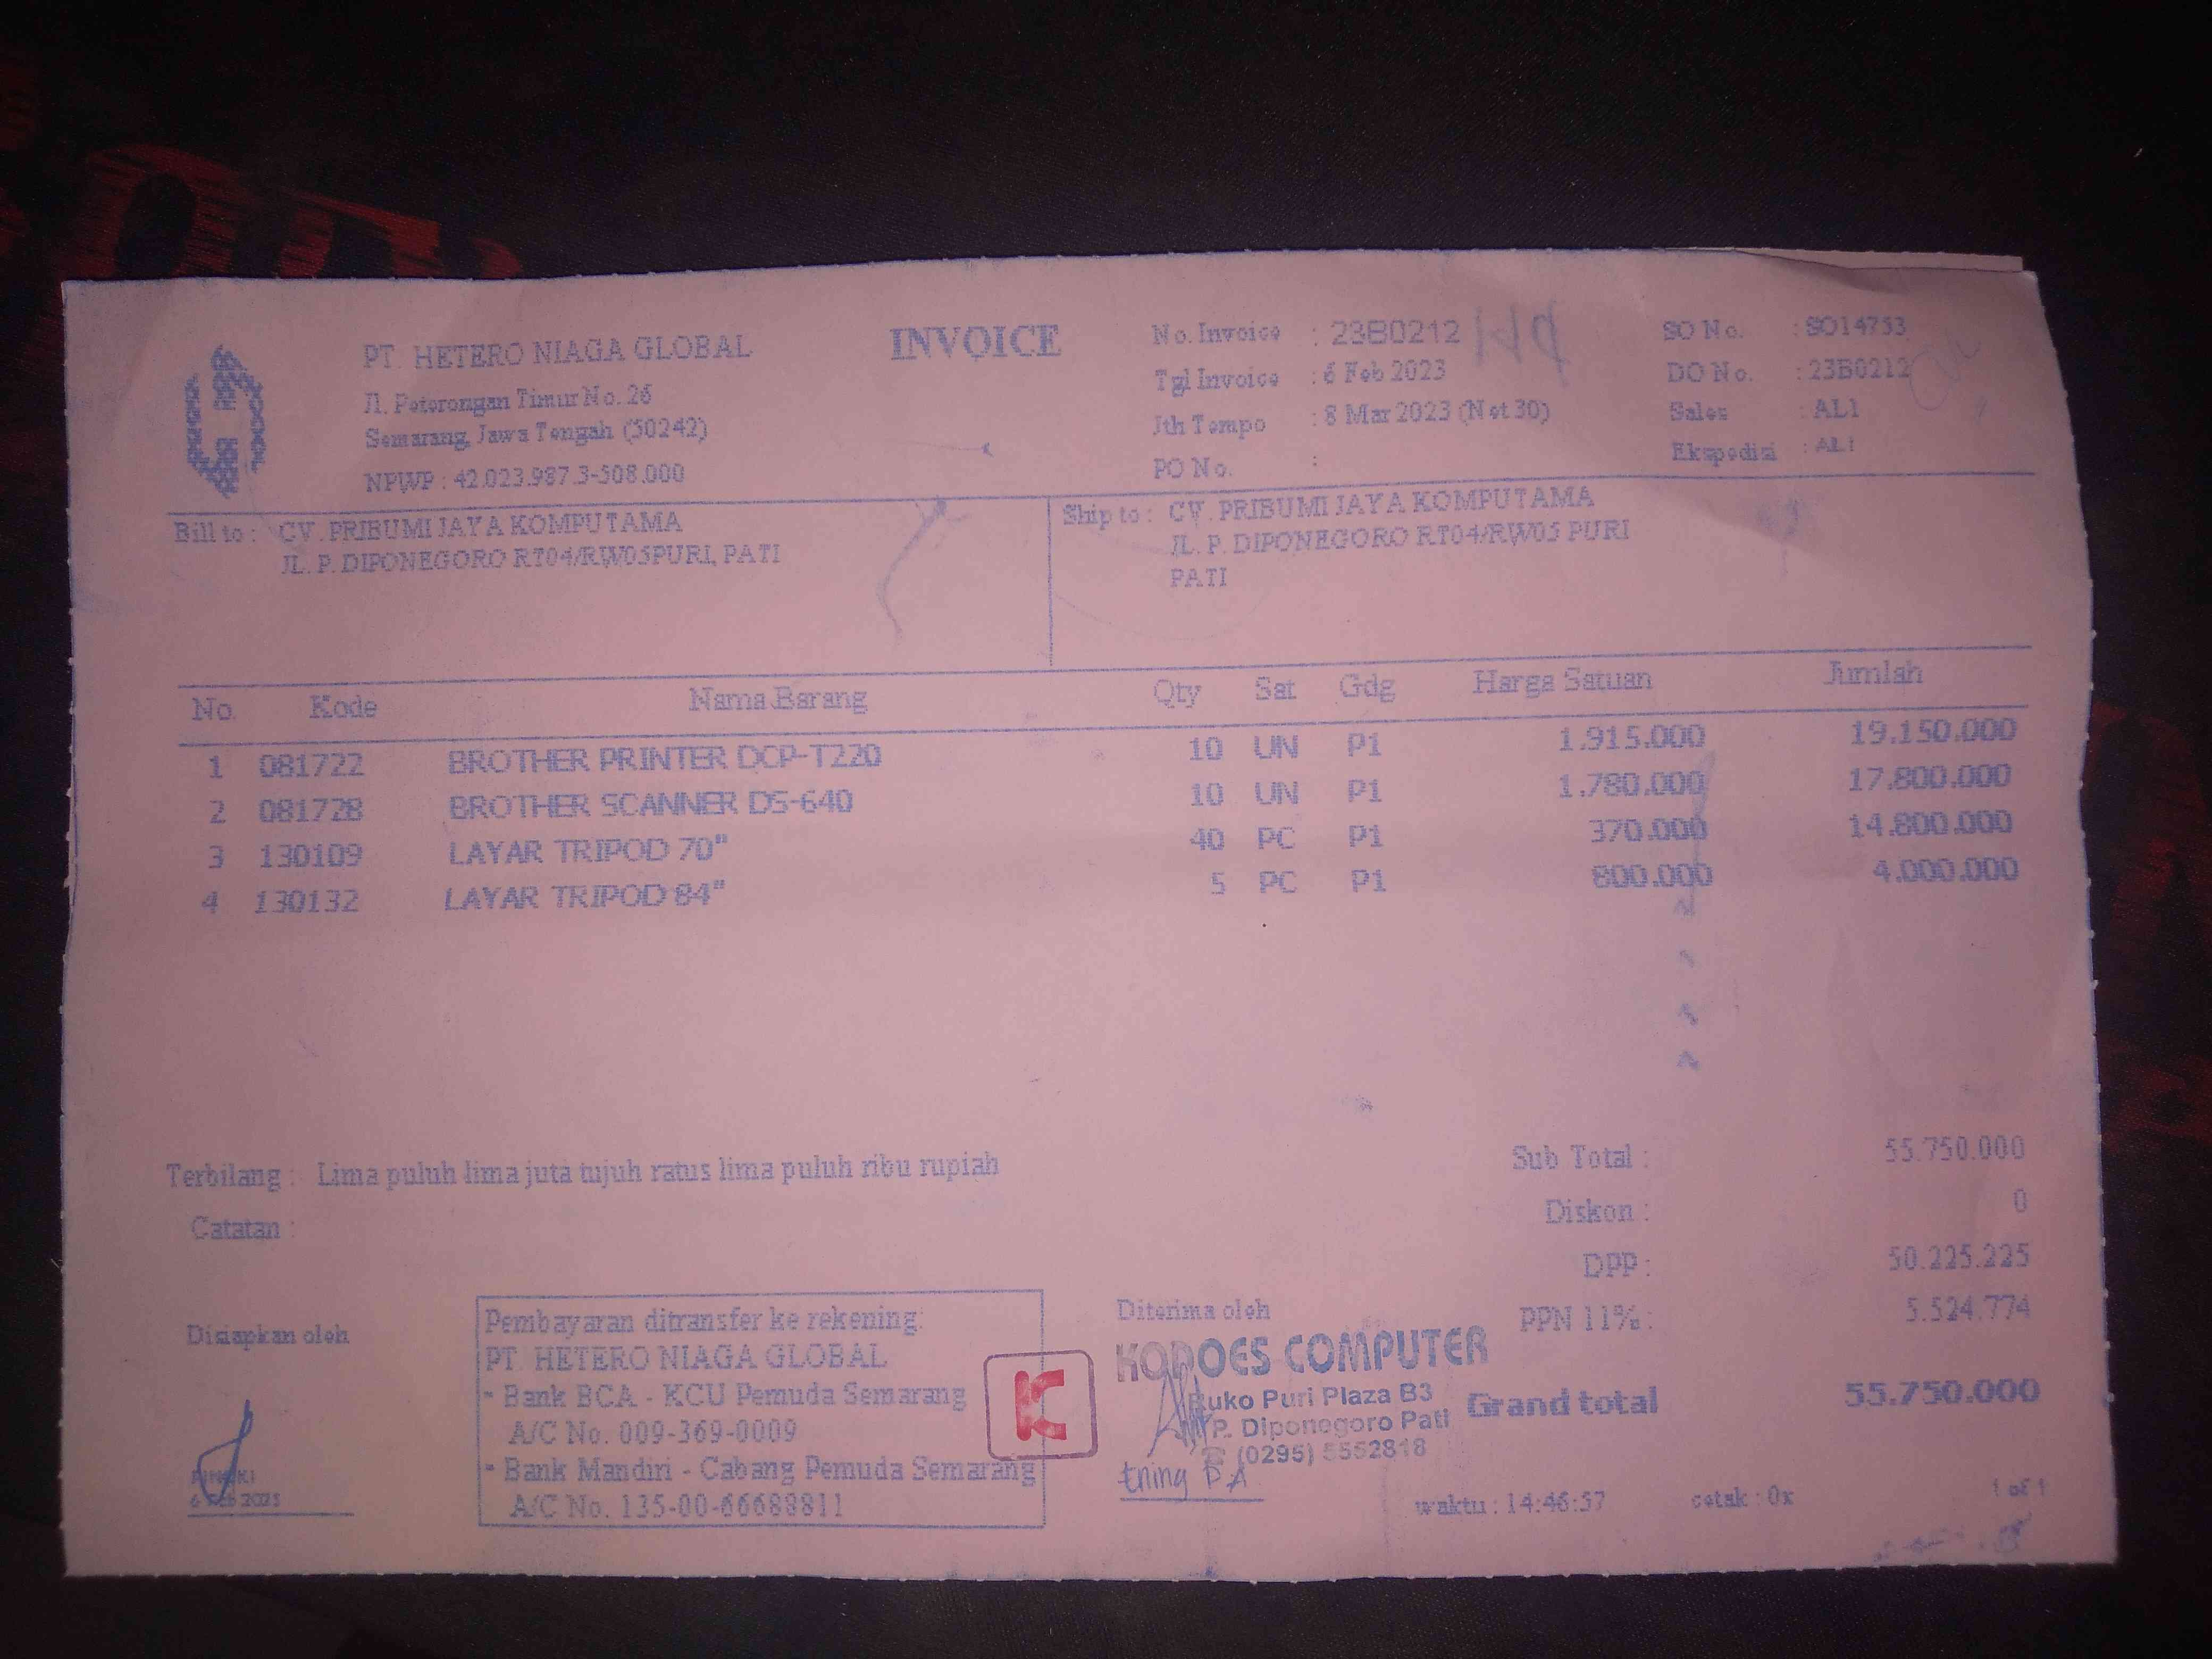 PT. HETERO NIAGA GLOBAL
Jl. Peterongan Timur No. 26
Semarang, Jawa Tengah (50242)
NPWP : 42.023.987.3-508.000
INVOICE
No. Invoice : 23B0212
Tgl Invoice : 6 Feb 2023
Jth Tempo : 8 Mar 2023 (Net 30)
PO No. :
SO No. : SO14753
DO No. : 23B0212
Sales : AL1
Ekspedisi : AL1
Bill to : CV. PRIBUMI JAYA KOMPUTAMA
JL. P. DIPONEGORO RT04/RW05PURI, PATI
Ship to : CV. PRIBUMI JAYA KOMPUTAMA
JL. P. DIPONEGORO RT04/RW05 PURI
PATI
No. Kode Nama Barang Qty Sat Gdg Harga Satuan Jumlah
1 081722 BROTHER PRINTER DCP-T220 10 UN P1 1.915.000 19.150.000
2 081728 BROTHER SCANNER DS-640 10 UN P1 1.780.000 17.800.000
3 130109 LAYAR TRIPOD 70" 40 PC P1 370.000 14.800.000
4 130132 LAYAR TRIPOD 84" 5 PC P1 800.000 4.000.000
Terbilang : Lima puluh lima juta tujuh ratus lima puluh ribu rupiah
Catatan :
Sub Total : 55.750.000
Diskon : 0
DPP : 50.225.225
PPN 11% : 5.524.774
Grand total 55.750.000
Disiapkan oleh
6 Feb 2023
Pembayaran ditransfer ke rekening:
PT. HETERO NIAGA GLOBAL
- Bank BCA - KCU Pemuda Semarang
A/C No. 009-369-0009
- Bank Mandiri - Cabang Pemuda Semarang
A/C No. 135-00-66688811
K
Diterima oleh
KODOES COMPUTER
Ruko Puri Plaza B3
P. Diponegoro Pati
(0295) 5552818
waktu : 14:46:57
cetak : 0x
1 of 1